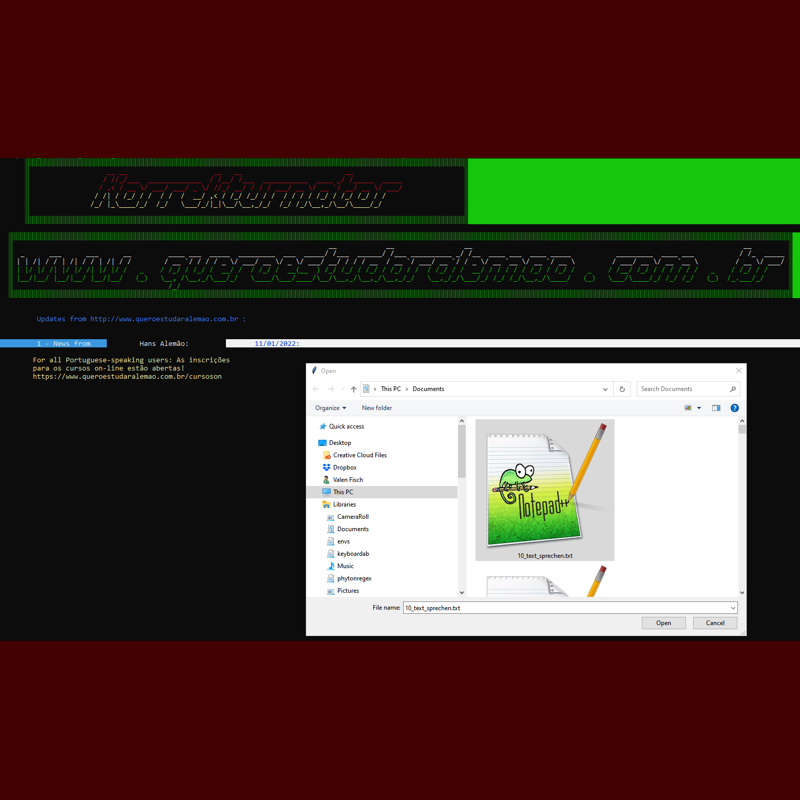 www.queroestudaralemao.com.br
Updates from http://www.queroestudaralemao.com.br :
1 - News from Hans Alemão: 11/01/2022:
For all Portuguese-speaking users: As inscrições
para os cursos on-line estão abertas!
https://www.queroestudaralemao.com.br/cursoson
Open
This PC › Documents
Search Documents
Organize
New folder
Quick access
Desktop
Creative Cloud Files
Dropbox
Valen Fisch
This PC
Libraries
CameraRoll
Documents
envs
keyboardab
Music
phytonregex
Pictures
Notepad++
10_text_sprechen.txt
File name: 10_text_sprechen.txt
Open
Cancel